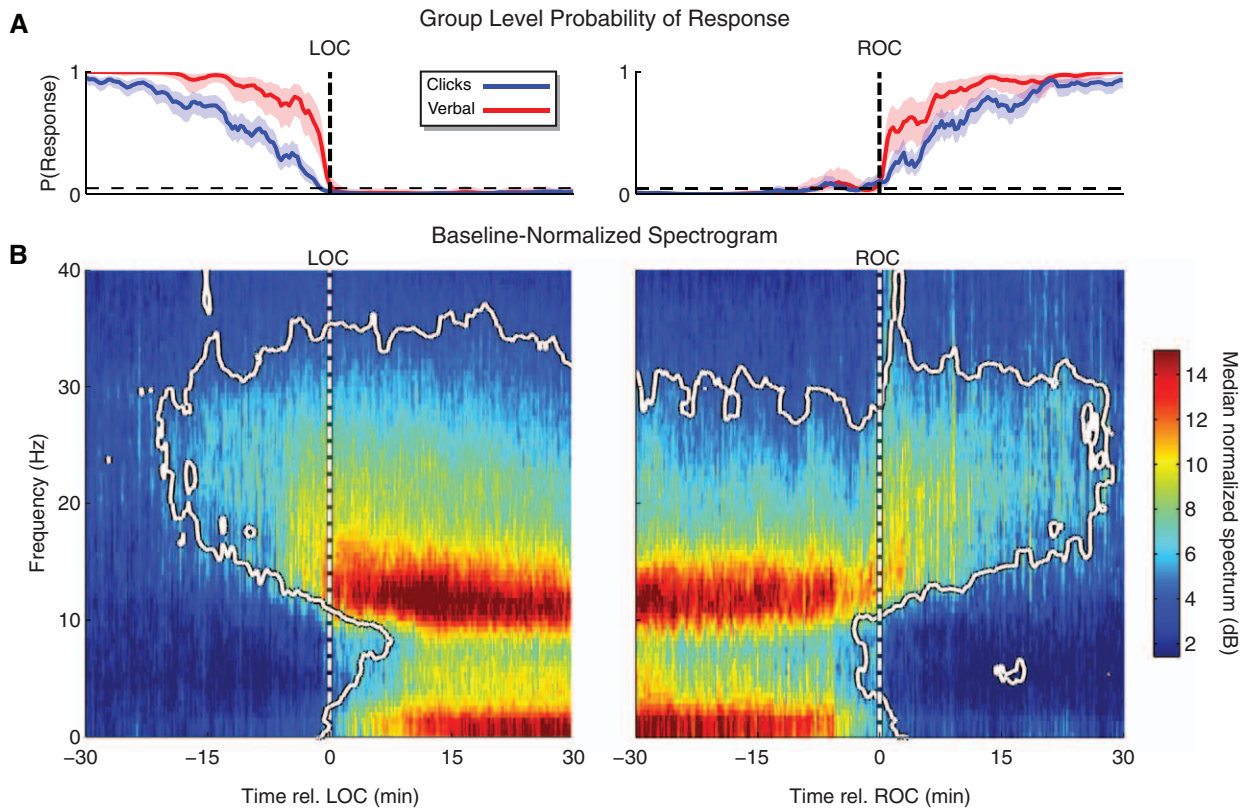 A
Group Level Probability of Response
LOC
ROC
P(Response)
1
0
Clicks
Verbal
1
0
B
Baseline-Normalized Spectrogram
LOC
ROC
Frequency (Hz)
40
30
20
10
0
−30
−15
0
15
30
−30
−15
0
15
30
Time rel. LOC (min)
Time rel. ROC (min)
14
12
10
8
6
4
2
Median normalized spectrum (dB)